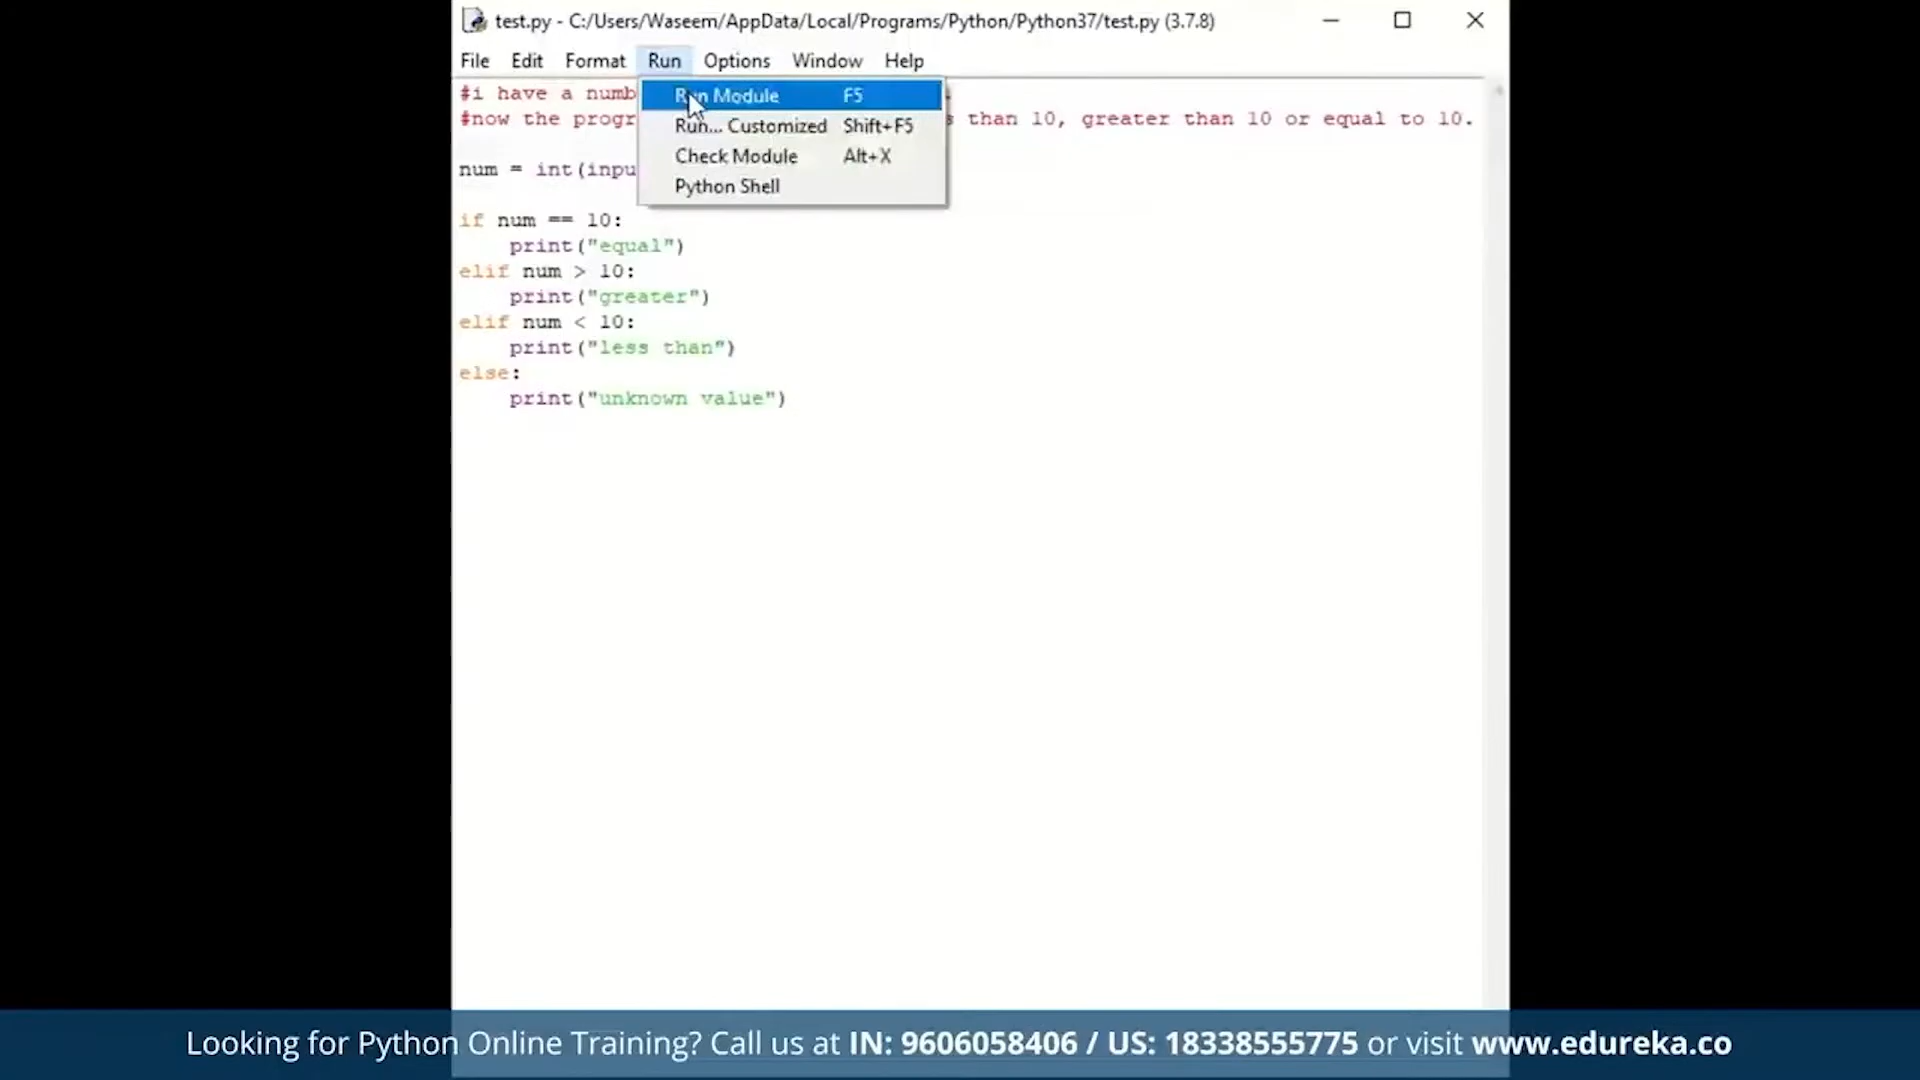 test.py - C:/Users/Waseem/AppData/Local/Programs/Python/Python37/test.py (3.7.8)
File Edit Format Run Options Window Help
#i have a numb
Run Module F5
#now the progr than 10, greater than 10 or equal to 10.
Run... Customized Shift+F5
Check Module Alt+X
num = int(inpu
Python Shell
if num == 10:
print("equal")
elif num > 10:
print("greater")
elif num < 10:
print("less than")
else:
print("unknown value")
Looking for Python Online Training? Call us at IN: 9606058406 / US: 18338555775 or visit www.edureka.co